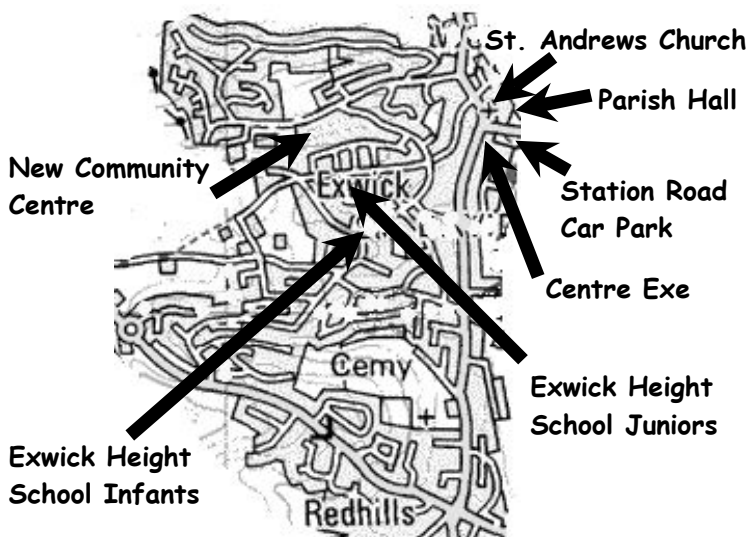 St. Andrews Church
Parish Hall
New Community
Centre
Exwick
Station Road
Car Park
Centre Exe
Cemy
Exwick Height
School Juniors
Exwick Height
School Infants
Redhills